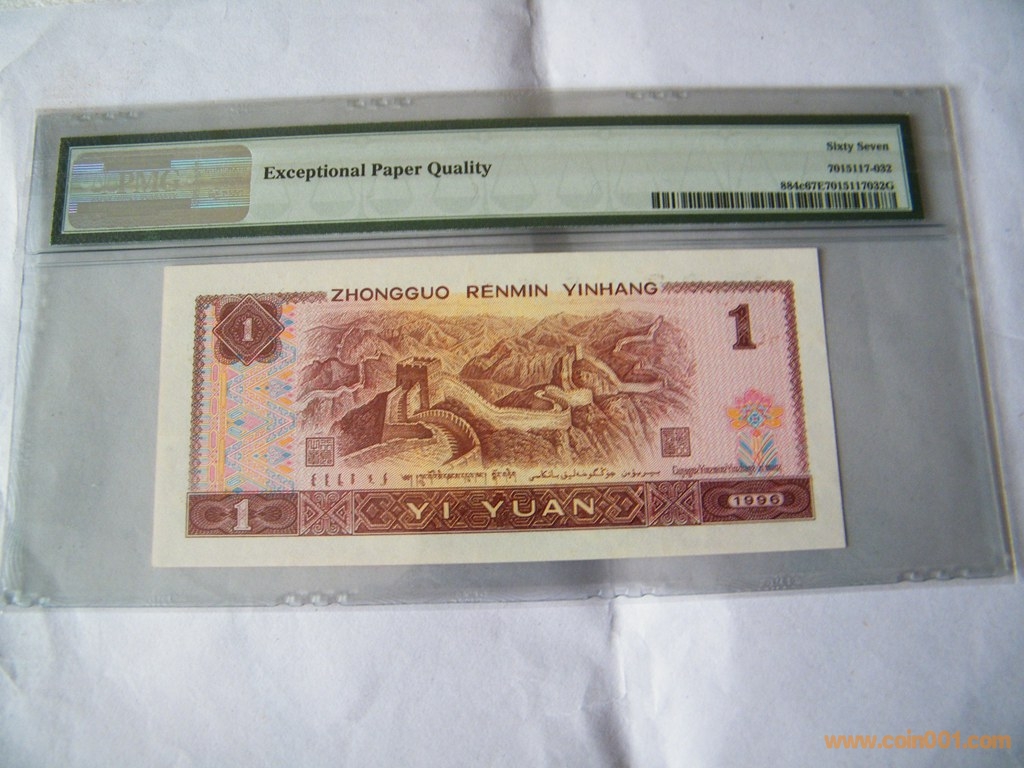 PMG
Exceptional Paper Quality
Sixty Seven
7015117-032
884c67E7015117032G
ZHONGGUO RENMIN YINHANG
1
1
1
YI YUAN
1996
www.coin001.com